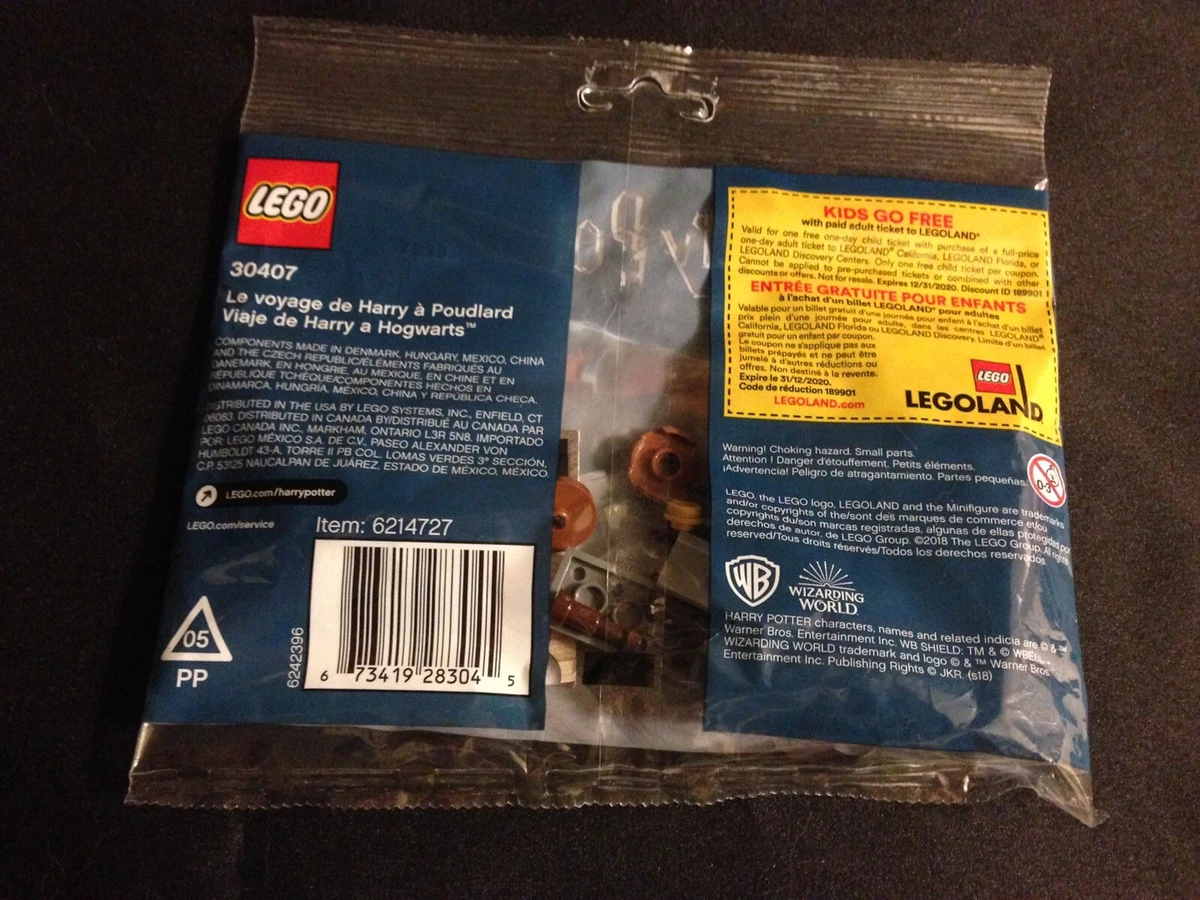 LEGO
30407
Le voyage de Harry à Poudlard
Viaje de Harry a Hogwarts™
COMPONENTS MADE IN DENMARK, HUNGARY, MEXICO, CHINA
AND THE CZECH REPUBLIC/ÉLÉMENTS FABRIQUÉS AU
DANEMARK, EN HONGRIE, AU MEXIQUE, EN CHINE ET EN
RÉPUBLIQUE TCHÈQUE/COMPONENTES HECHOS EN
DINAMARCA, HUNGRÍA, MÉXICO, CHINA Y REPÚBLICA CHECA.
DISTRIBUTED IN THE USA BY LEGO SYSTEMS, INC., ENFIELD, CT
06083. DISTRIBUTED IN CANADA BY/DISTRIBUÉ AU CANADA PAR
LEGO CANADA INC., MARKHAM, ONTARIO L3R 5N8. IMPORTADO
POR: LEGO MÉXICO S.A. DE C.V., PASEO ALEXANDER VON
HUMBOLDT 43-A, TORRE II PB COL. LOMAS VERDES 3ª SECCIÓN,
C.P. 53125 NAUCALPAN DE JUÁREZ, ESTADO DE MÉXICO, MÉXICO.
LEGO.com/harrypotter
LEGO.com/service
Item: 6214727
05
PP
6242396
6 73419 28304 5
KIDS GO FREE
with paid adult ticket to LEGOLAND®
Valid for one free one-day child ticket with purchase of a full-price
one-day adult ticket to LEGOLAND® California, LEGOLAND Florida, or
LEGOLAND Discovery Centers. Only one free child ticket per coupon.
Cannot be applied to pre-purchased tickets or combined with other
discounts or offers. Not for resale. Expires 12/31/2020. Discount ID 189901
ENTRÉE GRATUITE POUR ENFANTS
à l'achat d'un billet LEGOLAND® pour adultes
Valable pour un billet gratuit d'une journée pour enfant à l'achat d'un billet
prix plein d'une journée pour adulte, dans les centres LEGOLAND®
California, LEGOLAND Florida ou LEGOLAND Discovery. Limite d'un billet
gratuit pour un enfant par coupon.
Le coupon ne s'applique pas aux
billets prépayés et ne peut être
jumelé à d'autres réductions ou
offres. Non destiné à la revente.
Expire le 31/12/2020.
Code de réduction 189901
LEGOLAND.com
LEGO
LEGOLAND
Warning! Choking hazard. Small parts.
Attention ! Danger d'étouffement. Petits éléments.
¡Advertencia! Peligro de atragantamiento. Partes pequeñas.
0-3
LEGO, the LEGO logo, LEGOLAND and the Minifigure are trademarks
and/or copyrights of the/sont des marques de commerce et/ou
copyrights du/son marcas registradas, algunas de ellas protegidas por
derechos de autor, de LEGO Group. ©2018 The LEGO Group. All rights
reserved/Tous droits réservés/Todos los derechos reservados.
WB
WIZARDING
WORLD
HARRY POTTER characters, names and related indicia are © & ™
Warner Bros. Entertainment Inc. WB SHIELD: TM & © WBEI.
WIZARDING WORLD trademark and logo © & ™ Warner Bros.
Entertainment Inc. Publishing Rights © JKR. (s18)